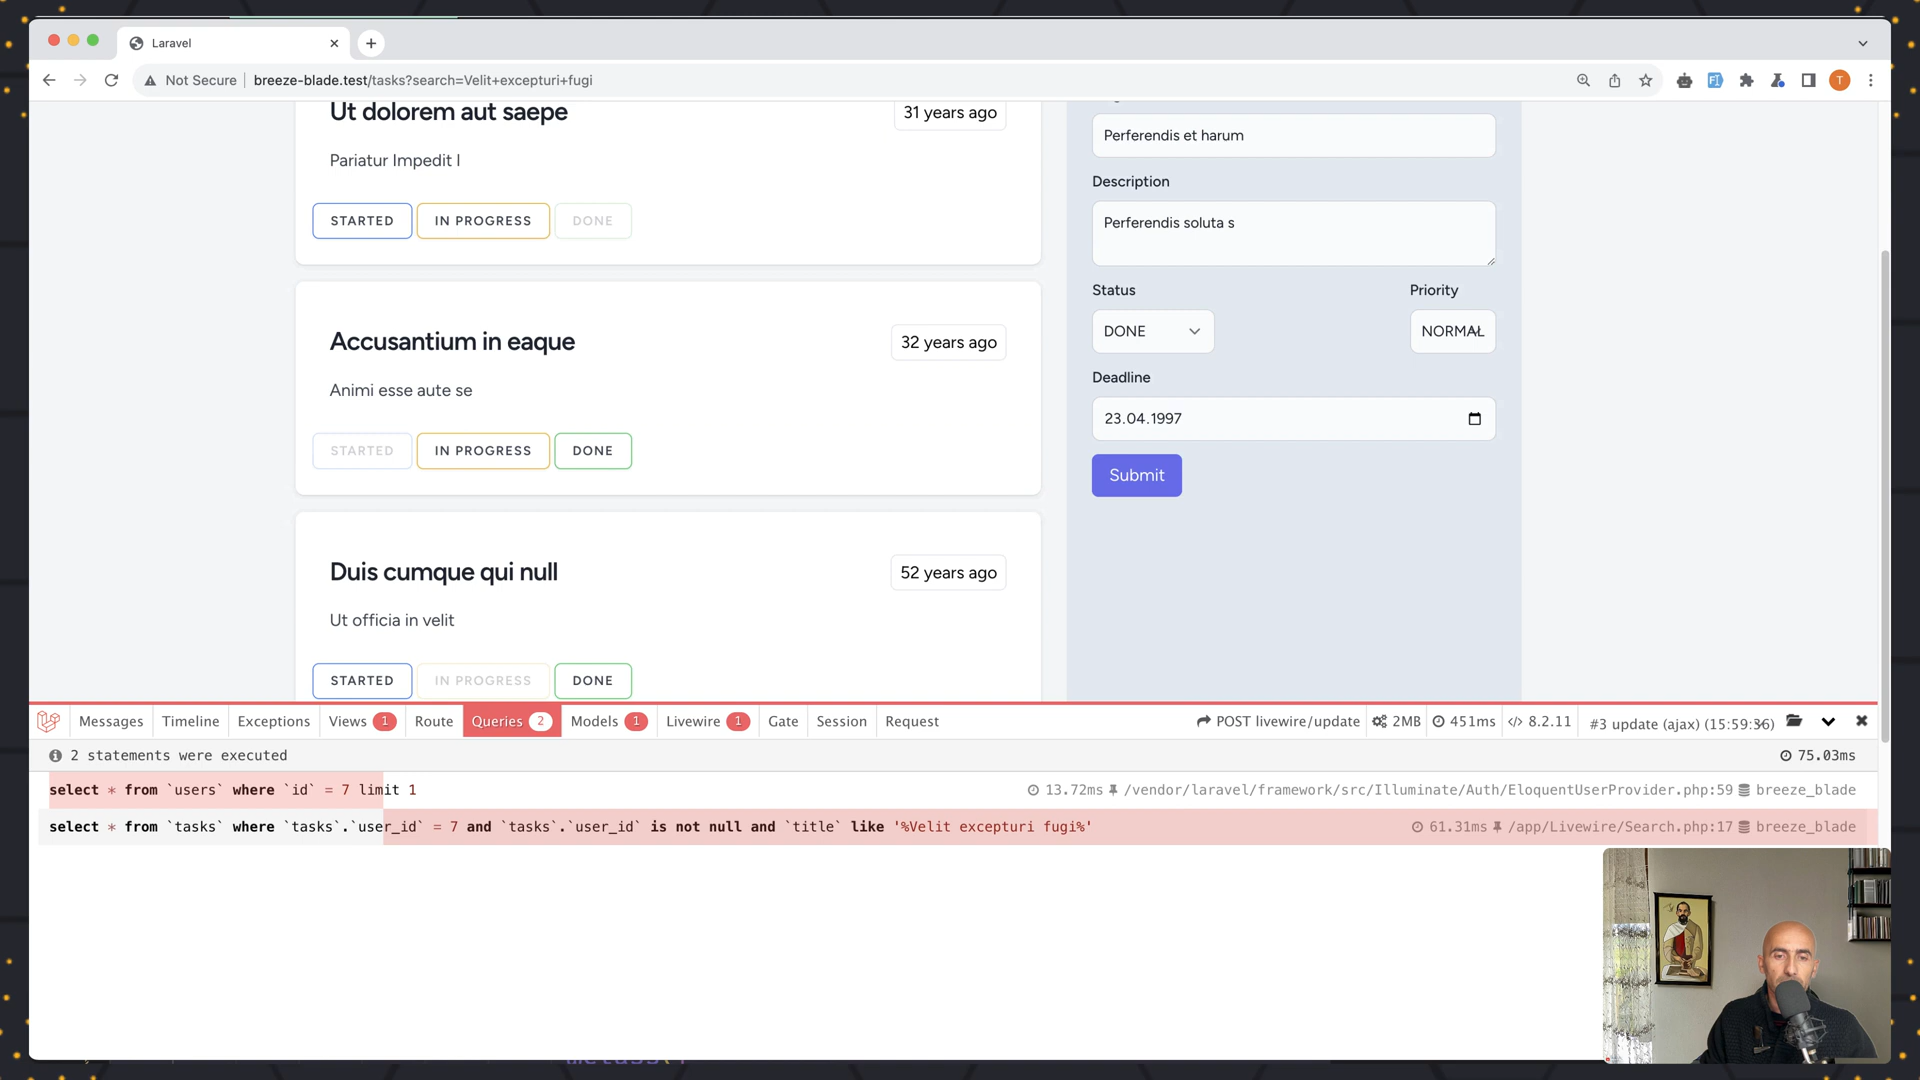 Laravel
Not Secure
breeze-blade.test/tasks?search=Velit+excepturi+fugi
T
Ut dolorem aut saepe
31 years ago
Pariatur Impedit l
STARTED
IN PROGRESS
DONE
Accusantium in eaque
32 years ago
Animi esse aute se
STARTED
IN PROGRESS
DONE
Duis cumque qui null
52 years ago
Ut officia in velit
STARTED
IN PROGRESS
DONE
Perferendis et harum
Description
Perferendis soluta s
Status
Priority
DONE
NORMAL
Deadline
23.04.1997
Submit
Messages Timeline Exceptions Views 1 Route Queries 2 Models 1 Livewire 1 Gate Session Request POST livewire/update 2MB 451ms 8.2.11 #3 update (ajax) (15:59:36)
2 statements were executed 75.03ms
select * from `users` where `id` = 7 limit 1 13.72ms /vendor/laravel/framework/src/Illuminate/Auth/EloquentUserProvider.php:59 breeze_blade
select * from `tasks` where `tasks`.`user_id` = 7 and `tasks`.`user_id` is not null and `title` like '%Velit excepturi fugi%' 61.31ms /app/Livewire/Search.php:17 breeze_blade